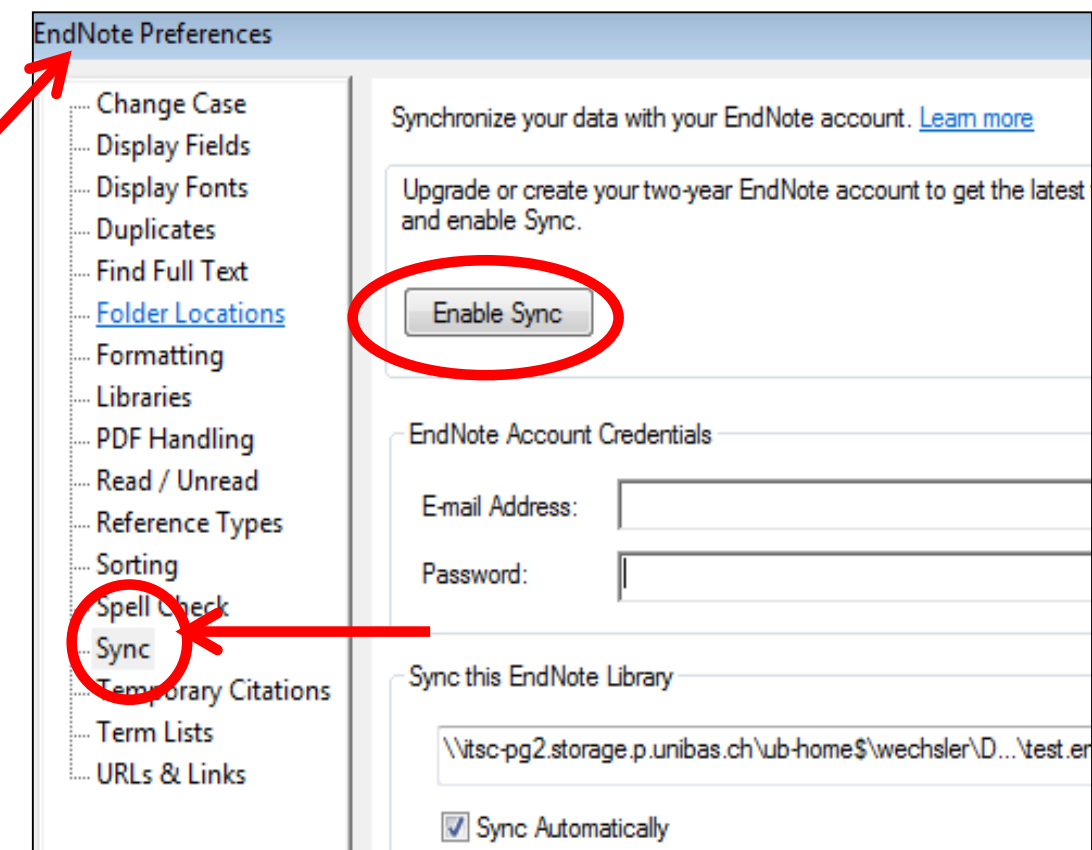 EndNote Preferences
Change Case
Display Fields
Display Fonts
Duplicates
Find Full Text
Folder Locations
Formatting
Libraries
PDF Handling
Read / Unread
Reference Types
Sorting
Spell Check
Sync
Temporary Citations
Term Lists
URLs & Links
Synchronize your data with your EndNote account. Learn more
Upgrade or create your two-year EndNote account to get the latest
and enable Sync.
Enable Sync
EndNote Account Credentials
E-mail Address:
Password:
Sync this EndNote Library
\\itsc-pg2.storage.p.unibas.ch\ub-home$\wechsler\D...\test.en
Sync Automatically